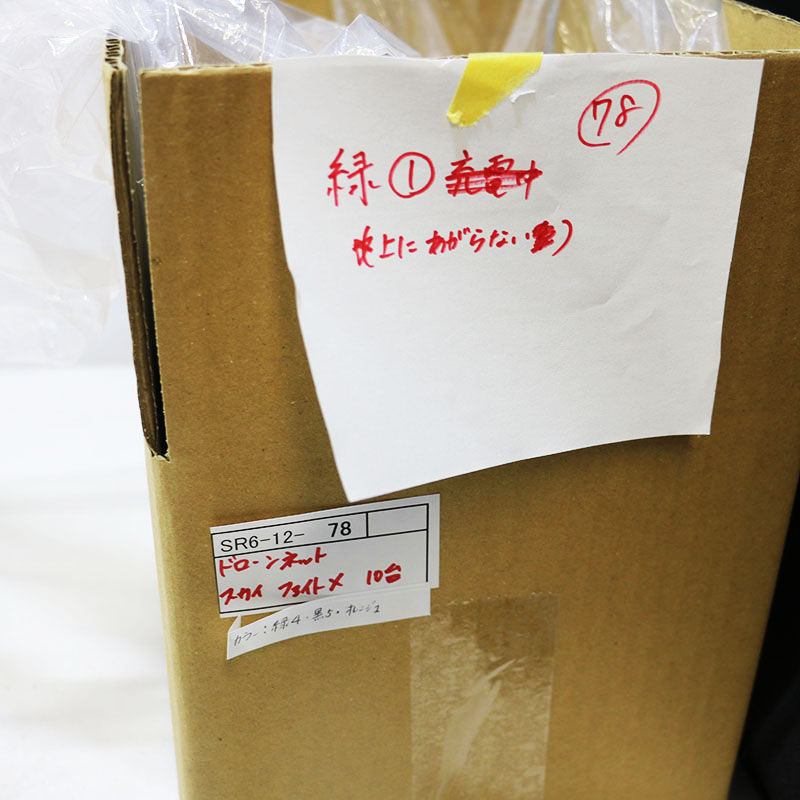 78
緑 ① 充電中
(上にあがらない)
SR6-12- 78
ドローンネット
スカイ ファイトX 10台
カラー:緑4・黒5・オレンジ1